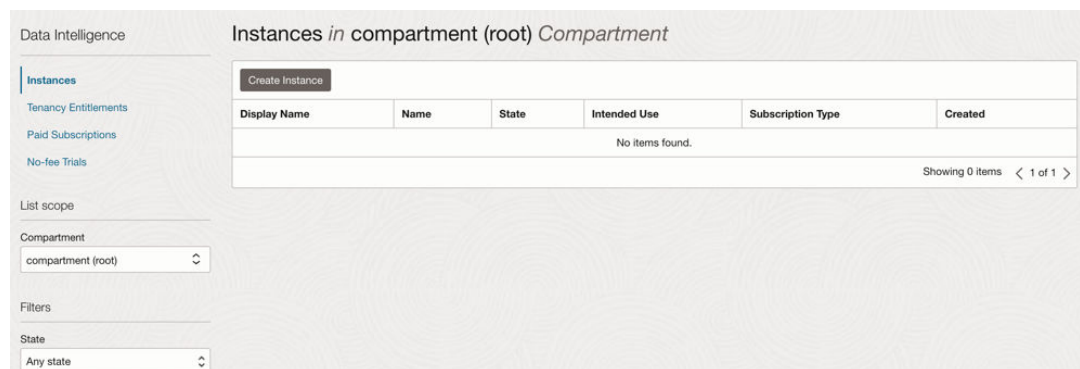 Data Intelligence
Instances
Tenancy Entitlements
Paid Subscriptions
No-fee Trials
List scope
Compartment
compartment (root)
Filters
State
Any state
Instances in compartment (root) Compartment
Create Instance
Display Name Name State Intended Use Subscription Type Created
No items found.
Showing 0 items < 1 of 1 >